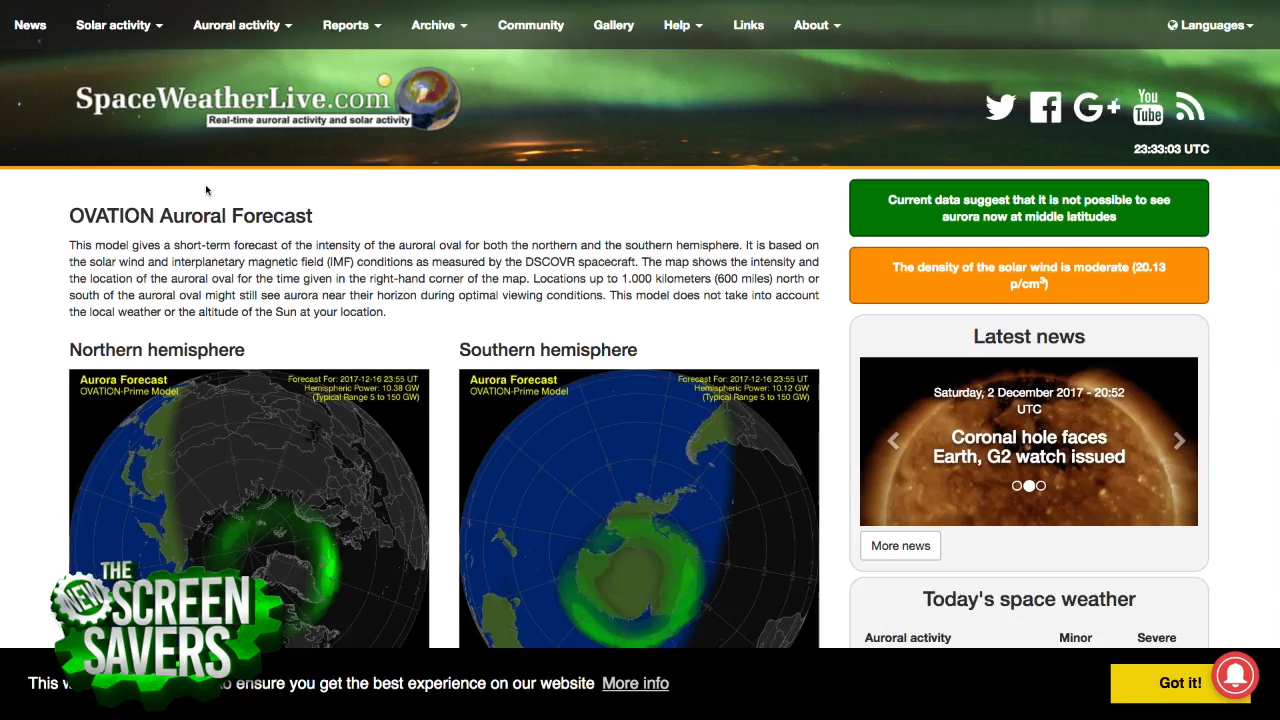 News Solar activity Auroral activity Reports Archive Community Gallery Help Links About Languages
SpaceWeatherLive.com
Real-time auroral activity and solar activity
G+ You
Tube
23:33:03 UTC
OVATION Auroral Forecast
This model gives a short-term forecast of the intensity of the auroral oval for both the northern and the southern hemisphere. It is based on
the solar wind and interplanetary magnetic field (IMF) conditions as measured by the DSCOVR spacecraft. The map shows the intensity and
the location of the auroral oval for the time given in the right-hand corner of the map. Locations up to 1.000 kilometers (600 miles) north or
south of the auroral oval might still see aurora near their horizon during optimal viewing conditions. This model does not take into account
the local weather or the altitude of the Sun at your location.
Northern hemisphere
Aurora Forecast
OVATION-Prime Model
Forecast For: 2017-12-16 23:55 UT
Hemispheric Power: 10.38 GW
(Typical Range 5 to 150 GW)
Southern hemisphere
Aurora Forecast
OVATION-Prime Model
Forecast For: 2017-12-16 23:55 UT
Hemispheric Power: 10.12 GW
(Typical Range 5 to 150 GW)
Current data suggest that it is not possible to see
aurora now at middle latitudes
The density of the solar wind is moderate (20.13
p/cm³)
Latest news
Saturday, 2 December 2017 - 20:52
UTC
Coronal hole faces
Earth, G2 watch issued
More news
Today's space weather
Auroral activity Minor Severe
THE
NEW SCREEN
SAVERS
This to ensure you get the best experience on our website More info
Got it!